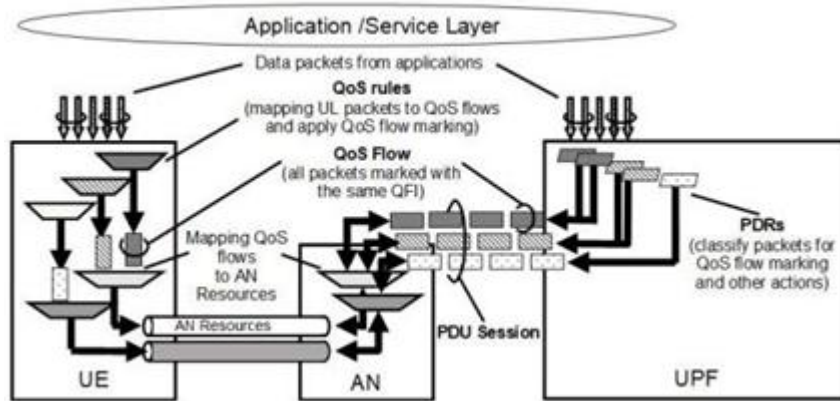 Application /Service Layer
Data packets from applications
QoS rules
(mapping UL packets to QoS flows
and apply QoS flow marking)
QoS Flow
(all packets marked with
the same QFI)
Mapping QoS
flows
to AN
Resources
PDRs
(classify packets for
QoS flow marking
and other actions)
PDU Session
AN Resources
UE
AN
UPF